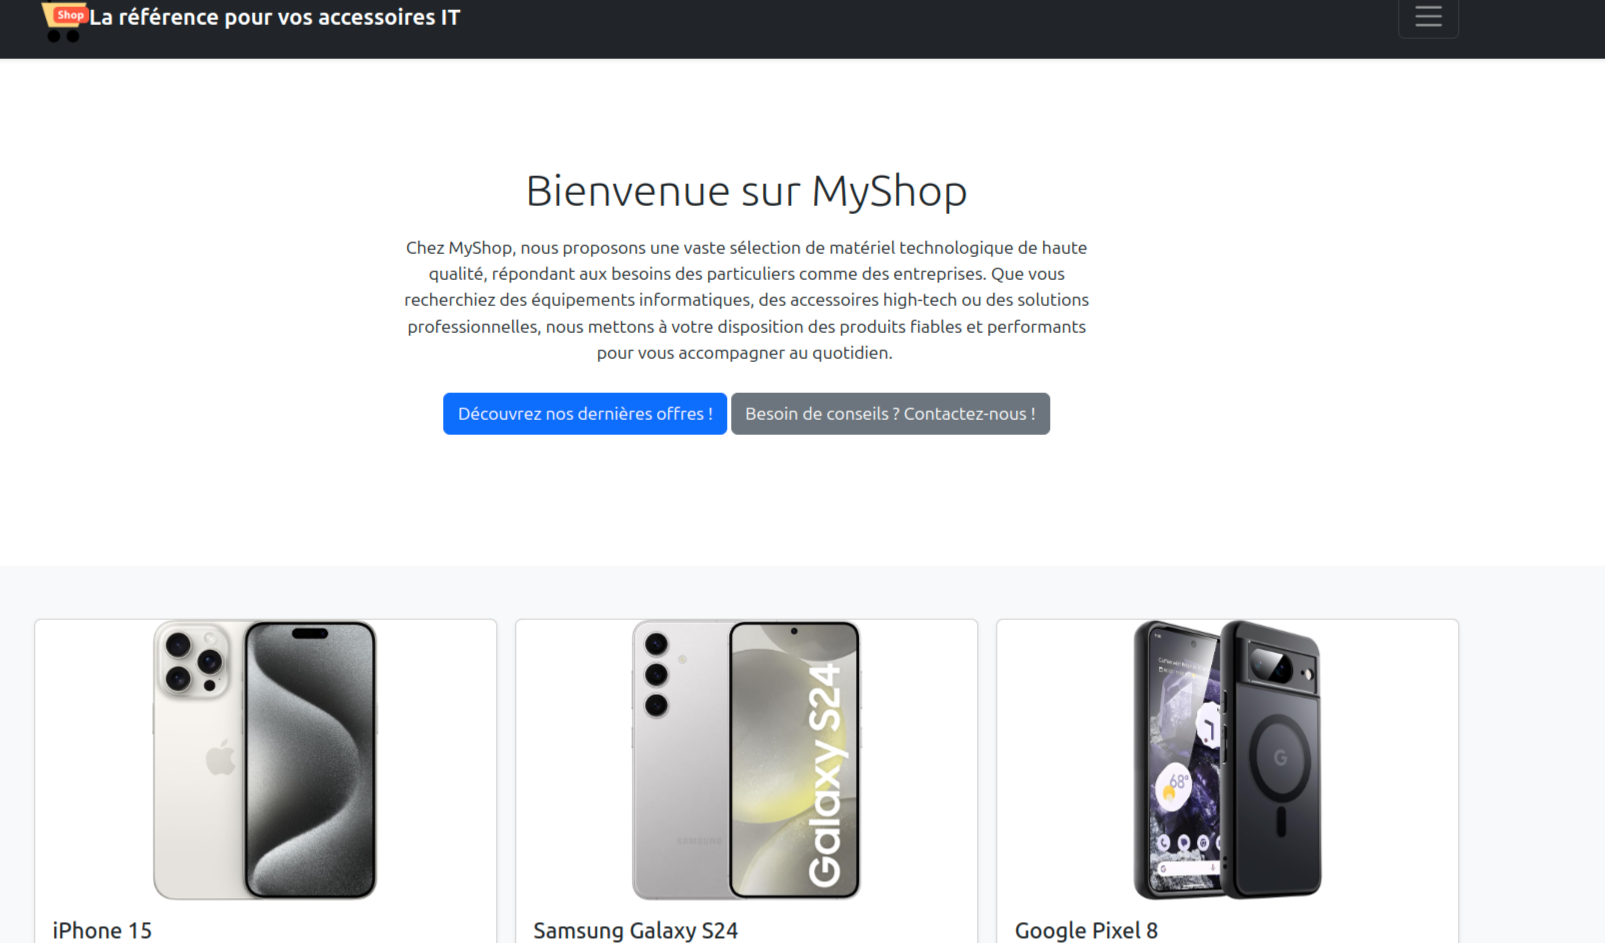 Shop
La référence pour vos accessoires IT
Bienvenue sur MyShop
Chez MyShop, nous proposons une vaste sélection de matériel technologique de haute
qualité, répondant aux besoins des particuliers comme des entreprises. Que vous
recherchiez des équipements informatiques, des accessoires high-tech ou des solutions
professionnelles, nous mettons à votre disposition des produits fiables et performants
pour vous accompagner au quotidien.
Découvrez nos dernières offres !
Besoin de conseils ? Contactez-nous !
SAMSUNG
Galaxy S24
68°
G
iPhone 15
Samsung Galaxy S24
Google Pixel 8